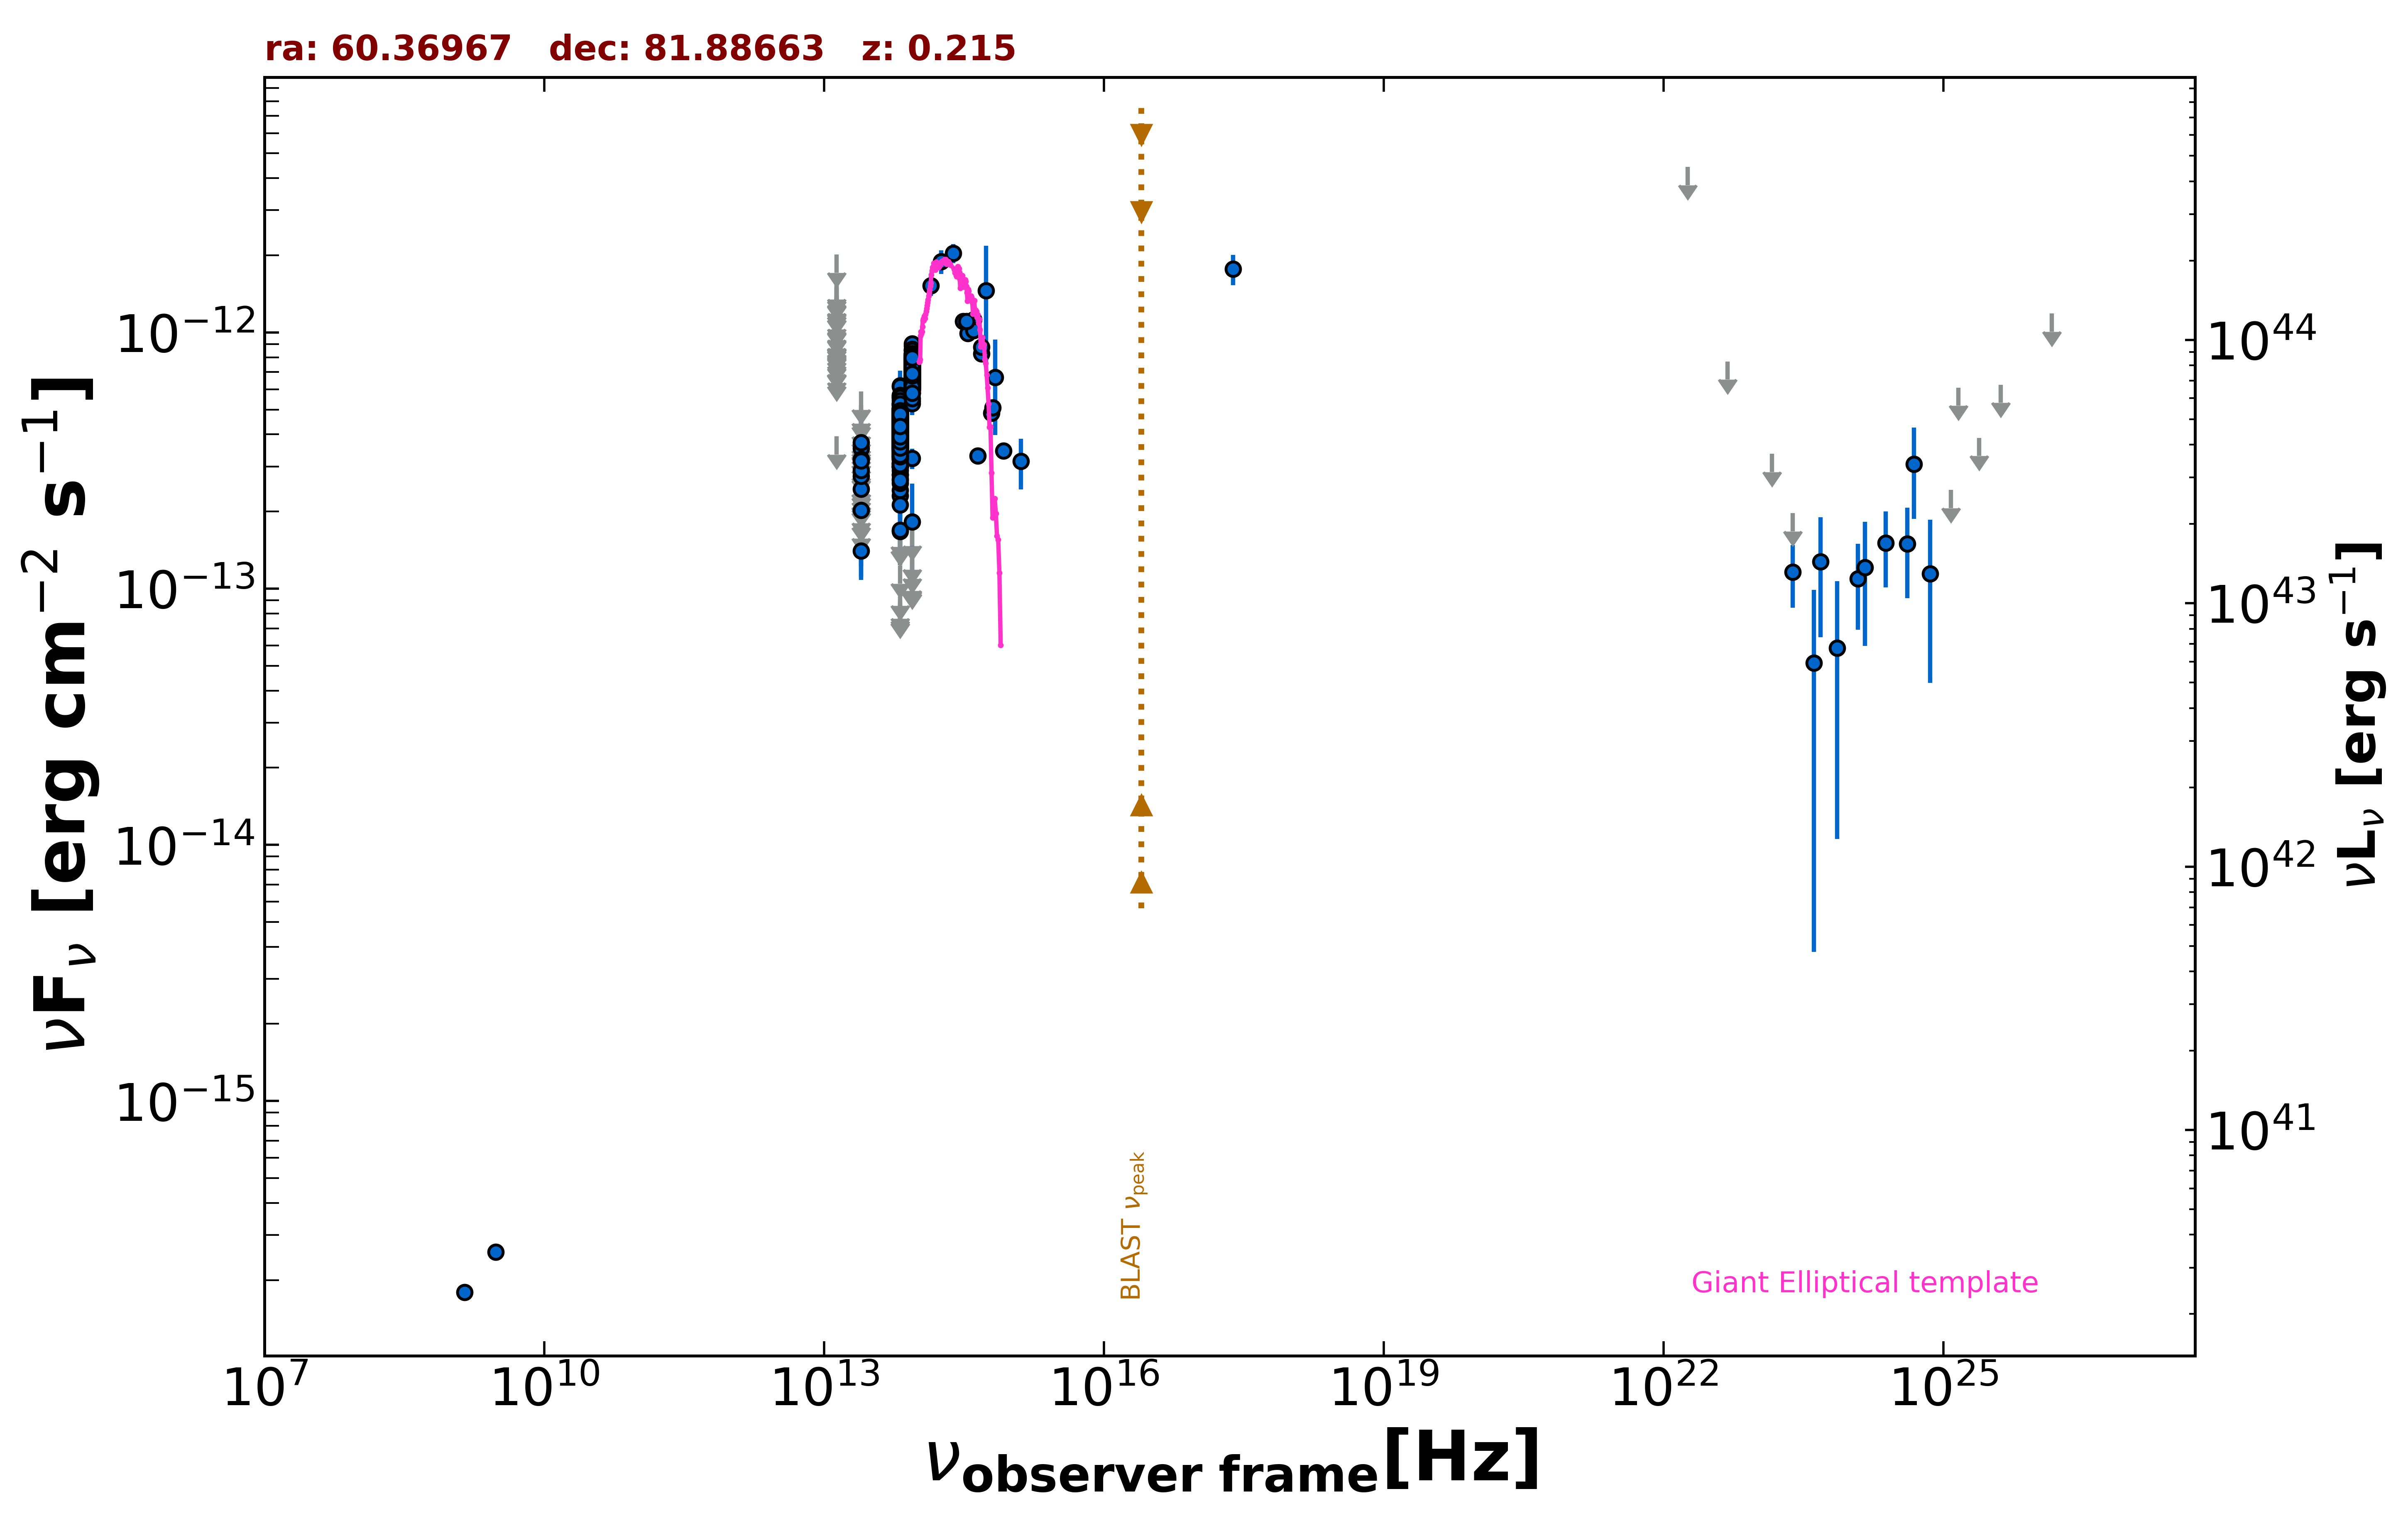 ra: 60.36967 dec: 81.88663 z: 0.215
νFν [erg cm−2 s−1]
10−12
10−13
10−14
10−15
1044
1043
1042
1041
νLν [erg s−1]
BLAST νpeak
Giant Elliptical template
107 1010 1013 1016 1019 1022 1025
νobserver frame[Hz]